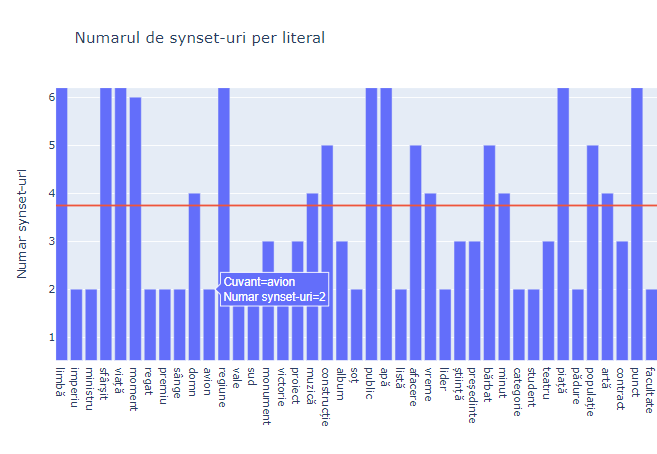 Numarul de synset-uri per literal
Numar synset-uri
6
5
4
3
2
1
Cuvant=avion
Numar synset-uri=2
limbă
imperiu
ministru
sfârșit
viață
moment
regat
premiu
sânge
domn
avion
regiune
vale
sud
monument
victorie
proiect
muzică
construcție
album
soț
public
apă
listă
afacere
vreme
lider
știință
președinte
bărbat
minut
categorie
student
teatru
piață
pădure
populație
artă
contract
punct
facultate